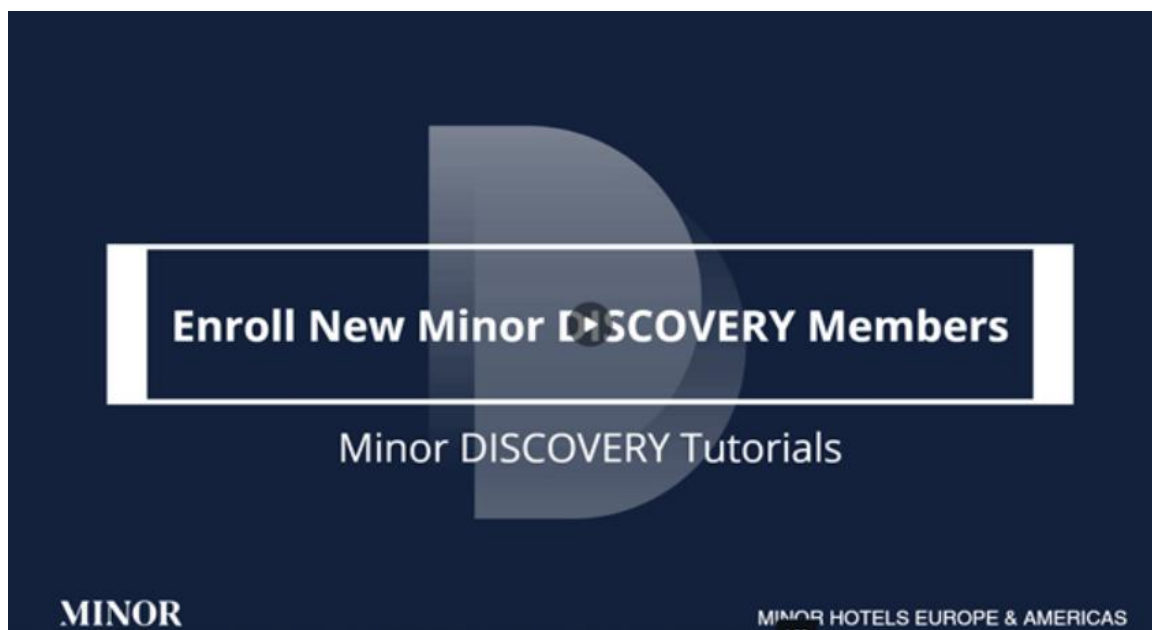 Enroll New Minor DISCOVERY Members
Minor DISCOVERY Tutorials
MINOR
MINOR HOTELS EUROPE & AMERICAS